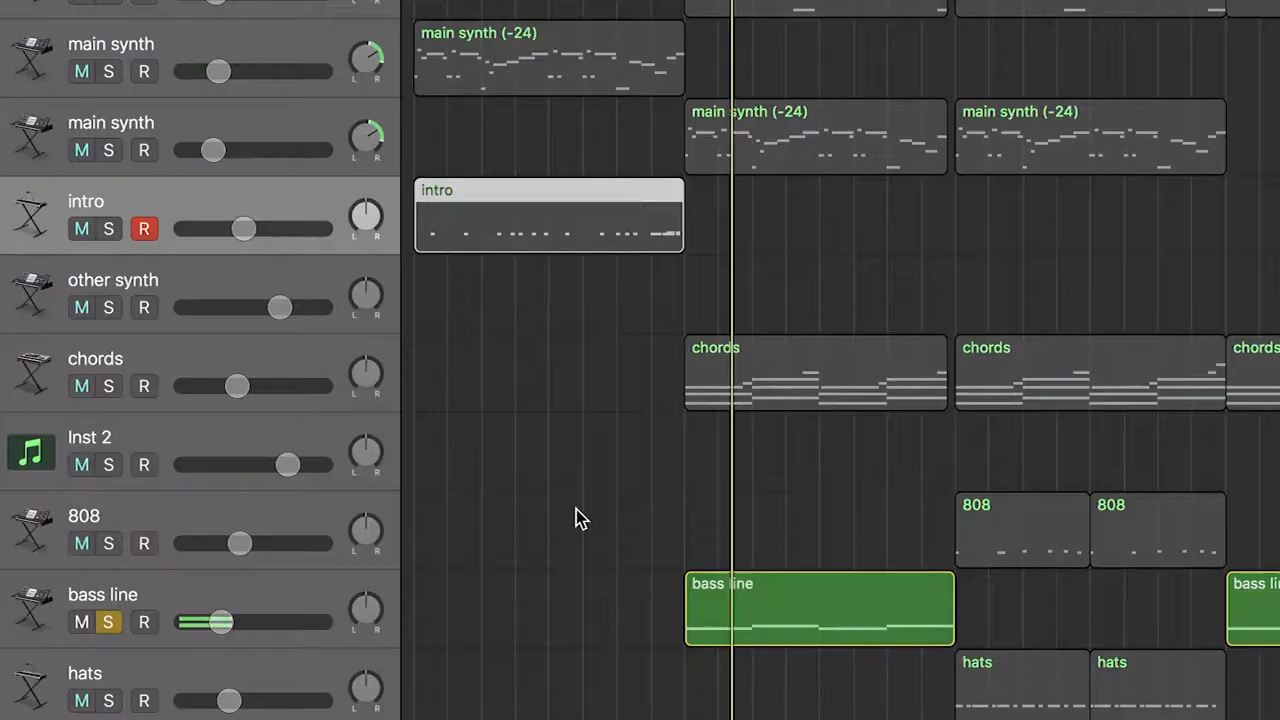 main synth
M S R
L R
main synth (-24)
main synth
M S R
L R
main synth (-24)
main synth (-24)
intro
M S R
L R
intro
other synth
M S R
L R
chords
M S R
L R
chords
chords
chords
Inst 2
M S R
L R
808
M S R
L R
808
808
bass line
M S R
L R
bass line
bass li
hats
M S R
L R
hats
hats